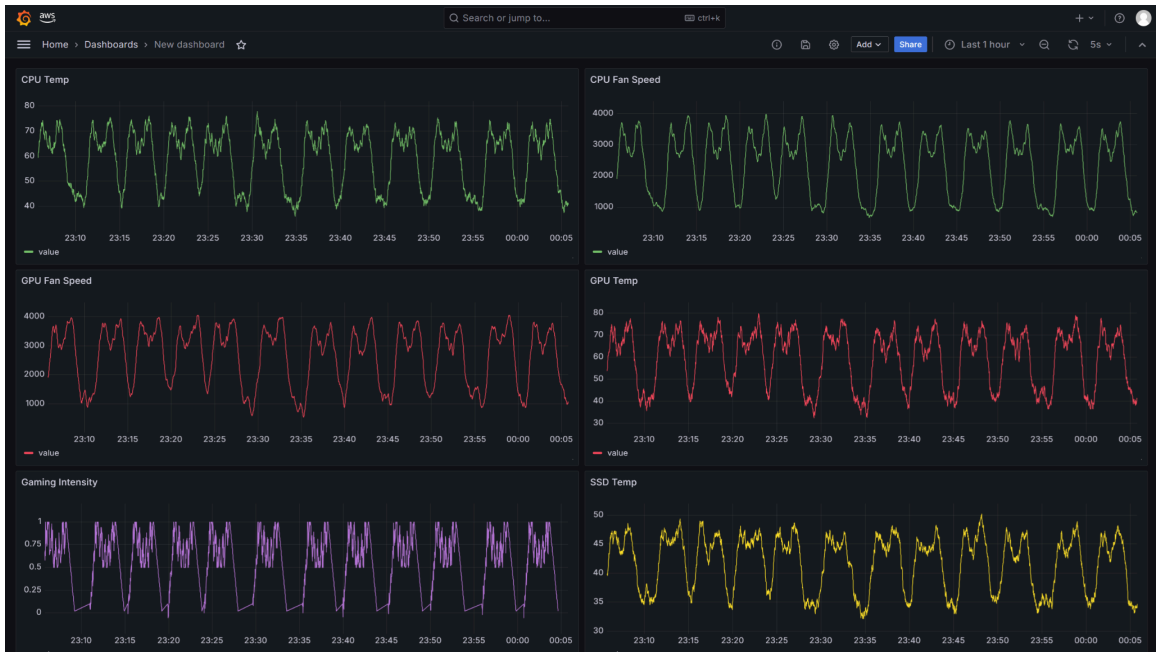 aws
Search or jump to... ctrl+k
Home › Dashboards › New dashboard
Add Share Last 1 hour 5s
CPU Temp
80
70
60
50
40
23:10 23:15 23:20 23:25 23:30 23:35 23:40 23:45 23:50 23:55 00:00 00:05
value
CPU Fan Speed
4000
3000
2000
1000
23:10 23:15 23:20 23:25 23:30 23:35 23:40 23:45 23:50 23:55 00:00 00:05
value
GPU Fan Speed
4000
3000
2000
1000
23:10 23:15 23:20 23:25 23:30 23:35 23:40 23:45 23:50 23:55 00:00 00:05
value
GPU Temp
80
70
60
50
40
30
23:10 23:15 23:20 23:25 23:30 23:35 23:40 23:45 23:50 23:55 00:00 00:05
value
Gaming Intensity
1
0.75
0.5
0.25
0
23:10 23:15 23:20 23:25 23:30 23:35 23:40 23:45 23:50 23:55 00:00 00:05
SSD Temp
50
45
40
35
30
23:10 23:15 23:20 23:25 23:30 23:35 23:40 23:45 23:50 23:55 00:00 00:05